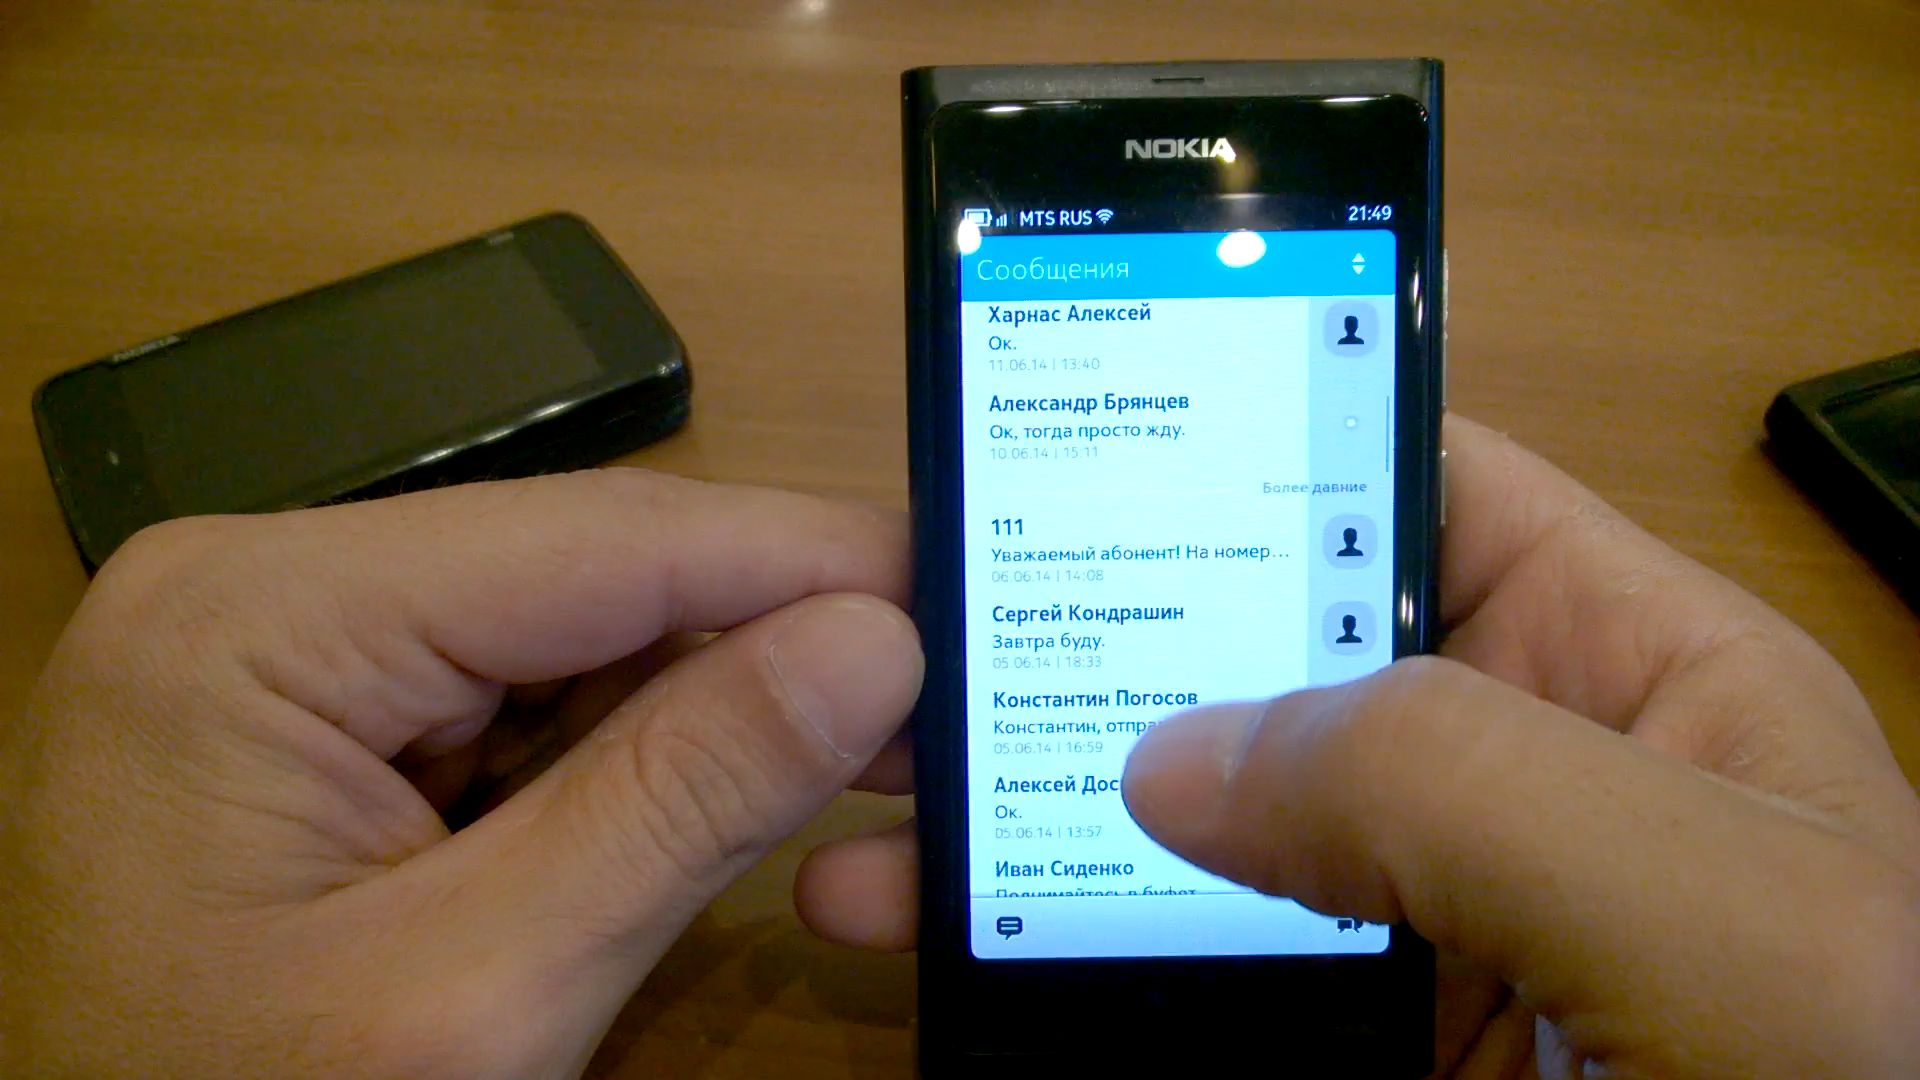 NOKIA
MTS RUS 21:49
Сообщения
Харнас Алексей
Ок.
11.06.14 | 13:40
Александр Брянцев
Ок, тогда просто жду.
10.06.14 | 15:11
Более давние
111
Уважаемый абонент! На номер...
06.06.14 | 14:08
Сергей Кондрашин
Завтра буду.
05.06.14 | 18:33
Константин Погосов
Константин,
05.06.14 | 16:59
Алексей
Ок.
05.06.14 | 13:57
Иван Сиденко
Поднимайтесь в буфет